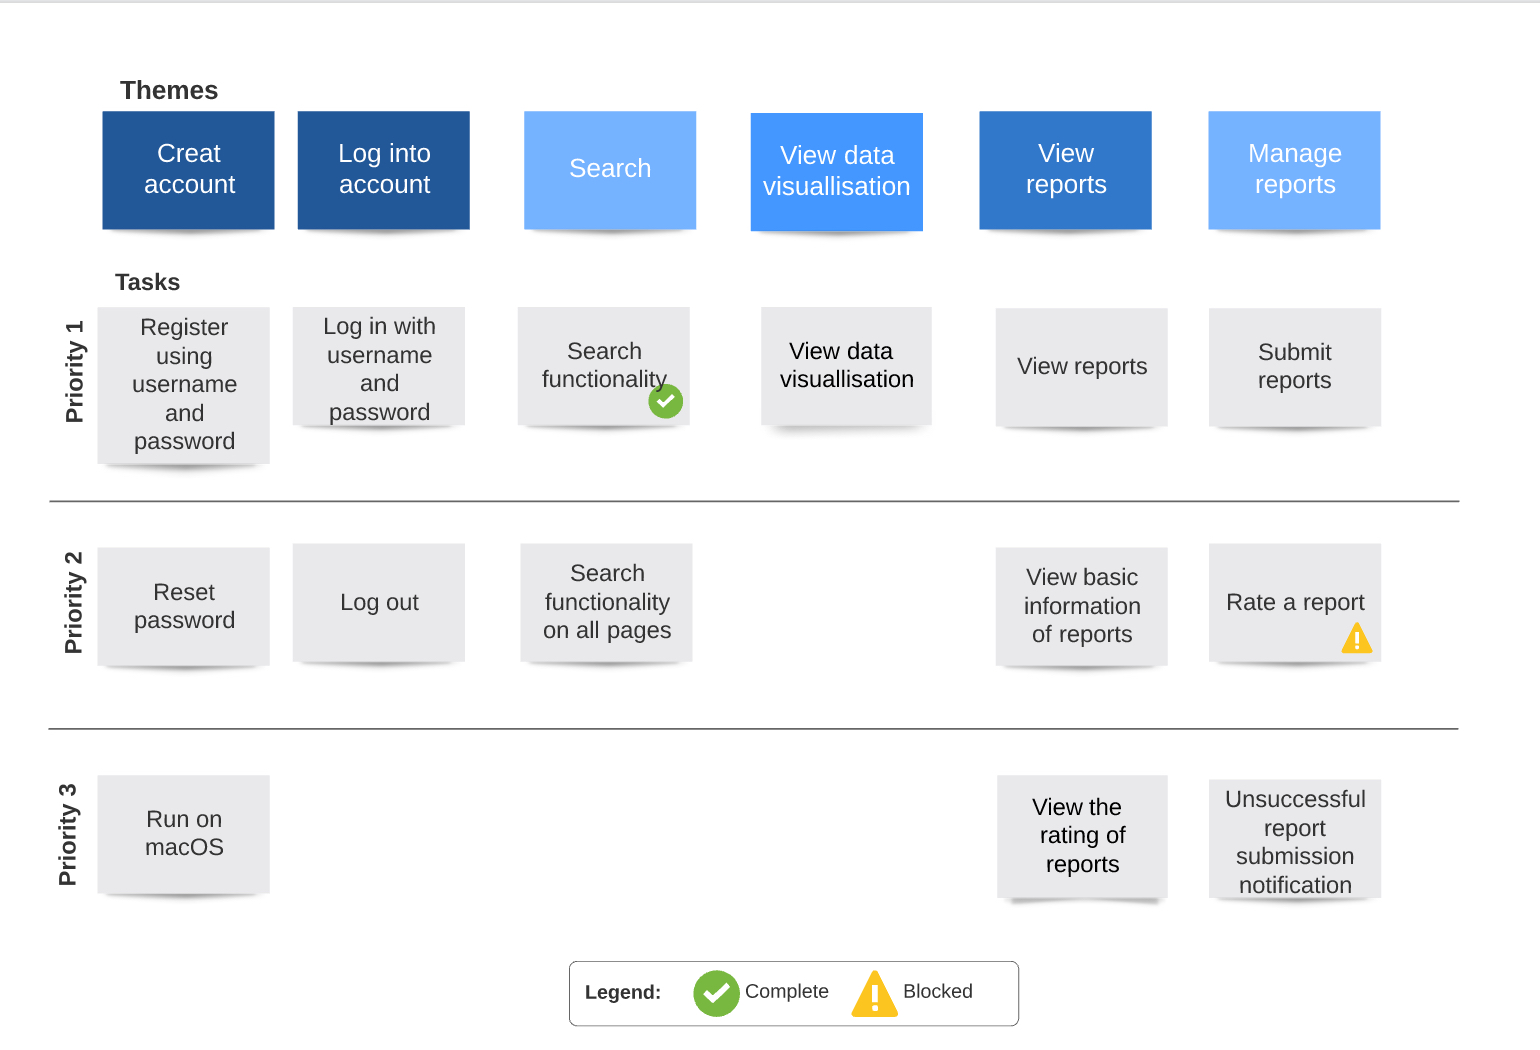 Themes
Creat
account
Log into
account
Search
View data
visuallisation
View
reports
Manage
reports
Tasks
Priority 1
Register
using
username
and
password
Log in with
username
and
password
Search
functionality
View data
visuallisation
View reports
Submit
reports
Priority 2
Reset
password
Log out
Search
functionality
on all pages
View basic
information
of reports
Rate a report
Priority 3
Run on
macOS
View the
rating of
reports
Unsuccessful
report
submission
notification
Legend:
Complete
Blocked